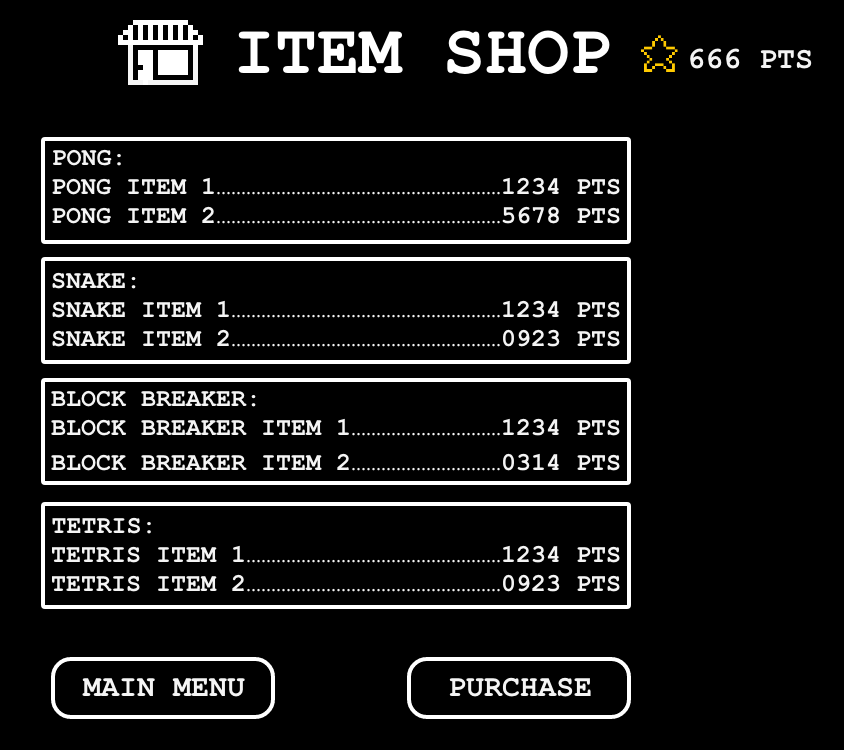 ITEM SHOP
666 PTS
PONG:
PONG ITEM 1.........................................................1234 PTS
PONG ITEM 2.........................................................5678 PTS
SNAKE:
SNAKE ITEM 1......................................................1234 PTS
SNAKE ITEM 2......................................................0923 PTS
BLOCK BREAKER:
BLOCK BREAKER ITEM 1..............................1234 PTS
BLOCK BREAKER ITEM 2..............................0314 PTS
TETRIS:
TETRIS ITEM 1...................................................1234 PTS
TETRIS ITEM 2...................................................0923 PTS
MAIN MENU
PURCHASE